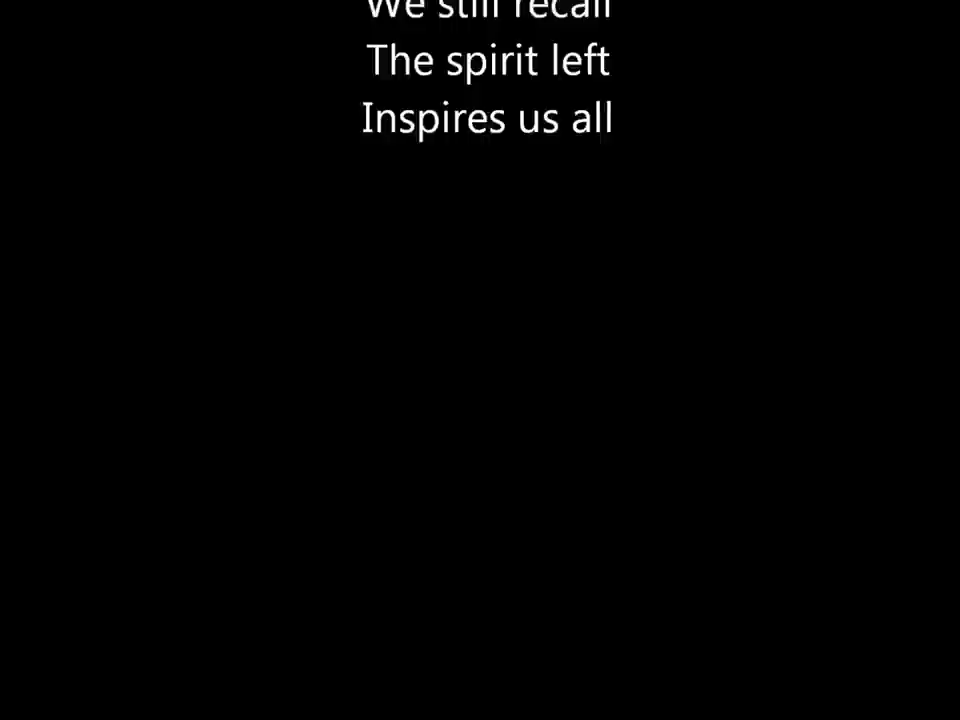 We still recall
The spirit left
Inspires us all